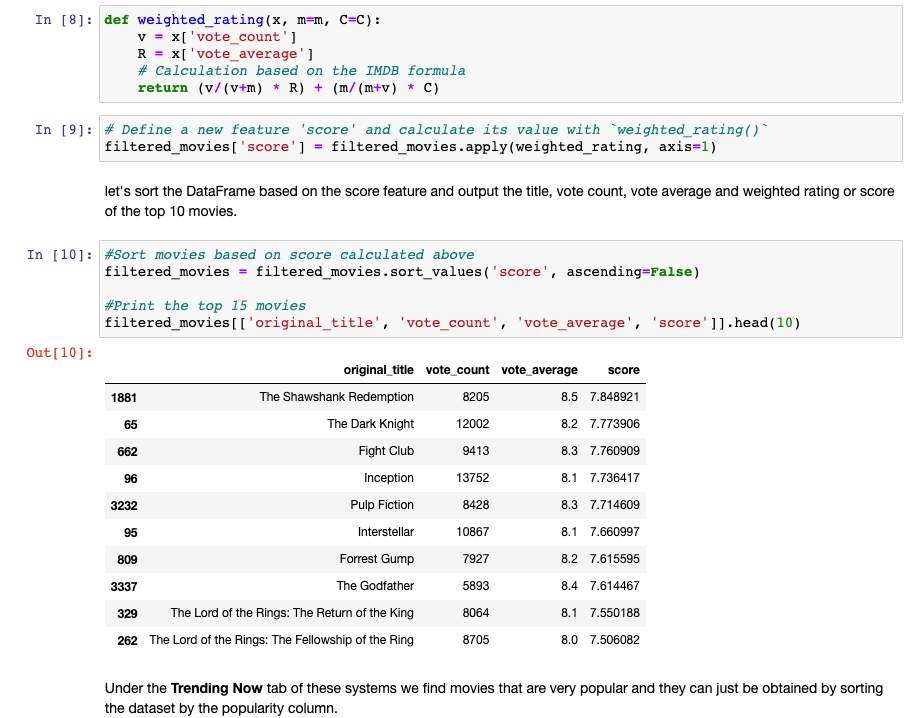 In [8]: def weighted_rating(x, m=m, C=C):
    v = x['vote_count']
    R = x['vote_average']
    # Calculation based on the IMDB formula
    return (v/(v+m) * R) + (m/(m+v) * C)
In [9]: # Define a new feature 'score' and calculate its value with `weighted_rating()`
filtered_movies['score'] = filtered_movies.apply(weighted_rating, axis=1)
let's sort the DataFrame based on the score feature and output the title, vote count, vote average and weighted rating or score
of the top 10 movies.
In [10]: #Sort movies based on score calculated above
filtered_movies = filtered_movies.sort_values('score', ascending=False)
#Print the top 15 movies
filtered_movies[['original_title', 'vote_count', 'vote_average', 'score']].head(10)
Out[10]:
original_title vote_count vote_average score
1881 The Shawshank Redemption 8205 8.5 7.848921
65 The Dark Knight 12002 8.2 7.773906
662 Fight Club 9413 8.3 7.760909
96 Inception 13752 8.1 7.736417
3232 Pulp Fiction 8428 8.3 7.714609
95 Interstellar 10867 8.1 7.660997
809 Forrest Gump 7927 8.2 7.615595
3337 The Godfather 5893 8.4 7.614467
329 The Lord of the Rings: The Return of the King 8064 8.1 7.550188
262 The Lord of the Rings: The Fellowship of the Ring 8705 8.0 7.506082
Under the Trending Now tab of these systems we find movies that are very popular and they can just be obtained by sorting
the dataset by the popularity column.